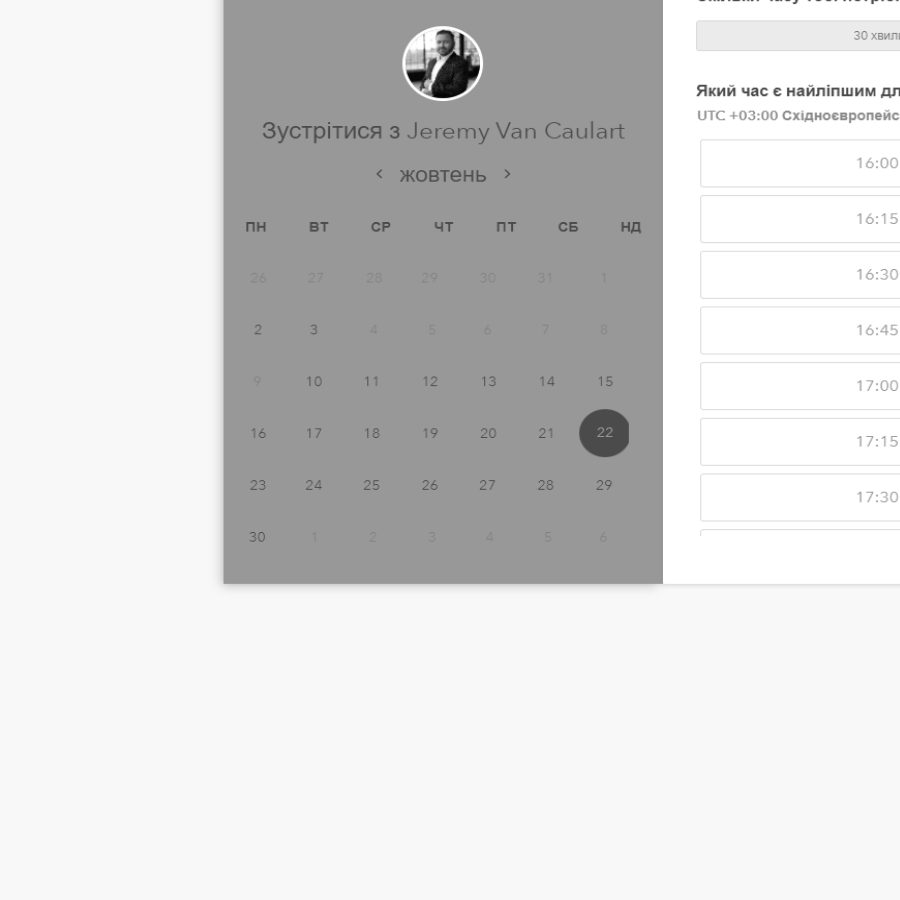 Зустрітися з Jeremy Van Caulart
< жовтень >
ПН ВТ СР ЧТ ПТ СБ НД
26 27 28 29 30 31 1
2 3 4 5 6 7 8
9 10 11 12 13 14 15
16 17 18 19 20 21 22
23 24 25 26 27 28 29
30 1 2 3 4 5 6
30 хвил
Який час є найліпшим дл
UTC +03:00 Східноєвропейс
16:00
16:15
16:30
16:45
17:00
17:15
17:30